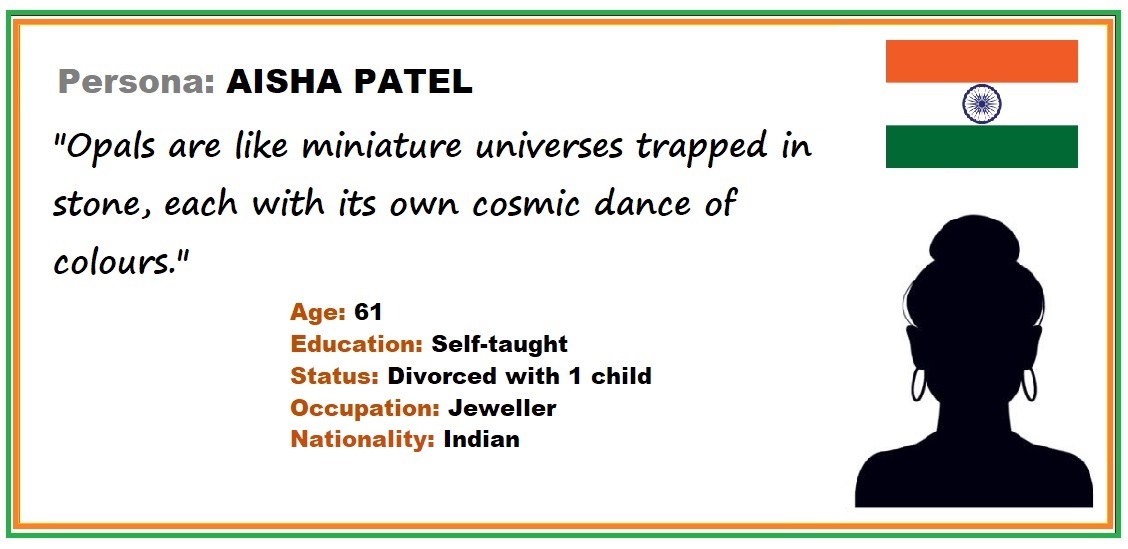 Persona: AISHA PATEL
"Opals are like miniature universes trapped in
stone, each with its own cosmic dance of
colours."
Age: 61
Education: Self-taught
Status: Divorced with 1 child
Occupation: Jeweller
Nationality: Indian